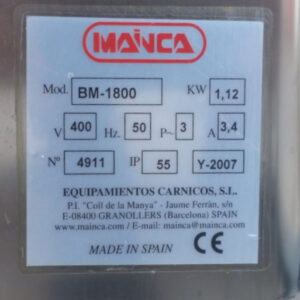 MAINCA
Mod. BM-1800 KW 1,12
V 400 Hz. 50 P~ 3 A 3,4
Nº 4911 IP 55 Y-2007
EQUIPAMIENTOS CARNICOS, S.L.
P.I. "Coll de la Manya" - Jaume Ferran, s/n
E-08400 GRANOLLERS (Barcelona) SPAIN
www.mainca.com / E-mail: mainca@mainca.com
MADE IN SPAIN CE